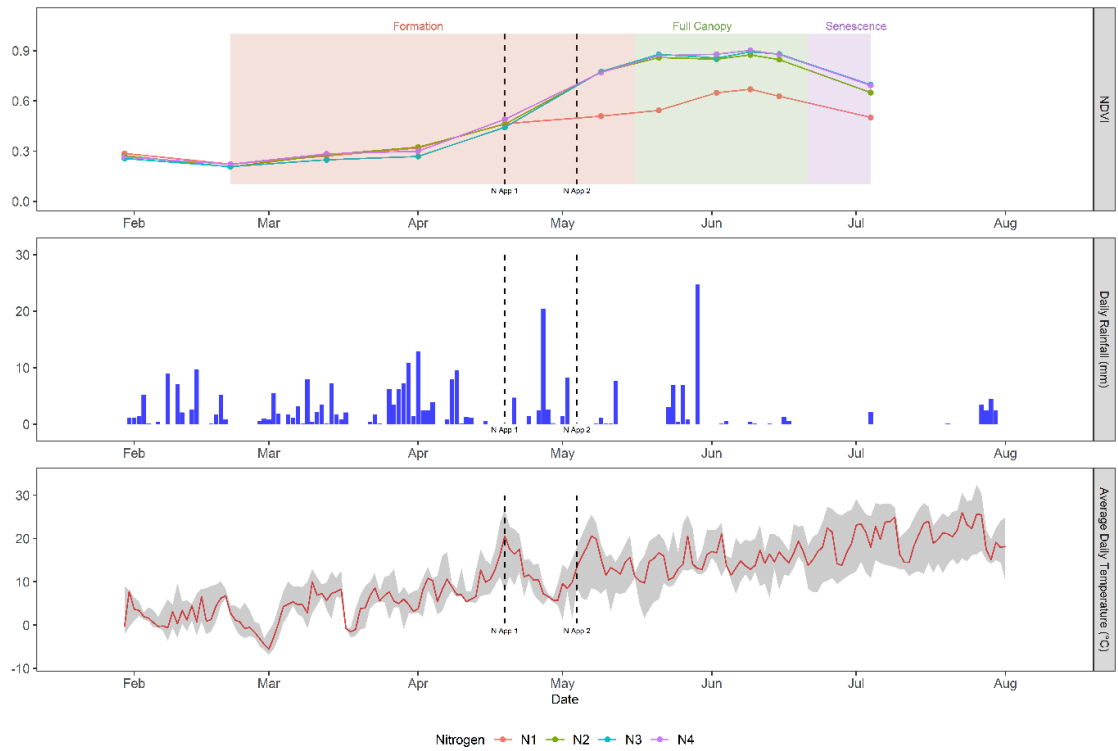 Formation
Full Canopy
Senescence
0.9
0.6
0.3
0.0
N App 1
N App 2
NDVI
Feb
Mar
Apr
May
Jun
Jul
Aug
30
20
10
0
N App 1
N App 2
Daily Rainfall (mm)
Feb
Mar
Apr
May
Jun
Jul
Aug
30
20
10
0
-10
N App 1
N App 2
Average Daily Temperature (°C)
Feb
Mar
Apr
May
Jun
Jul
Aug
Date
Nitrogen N1 N2 N3 N4